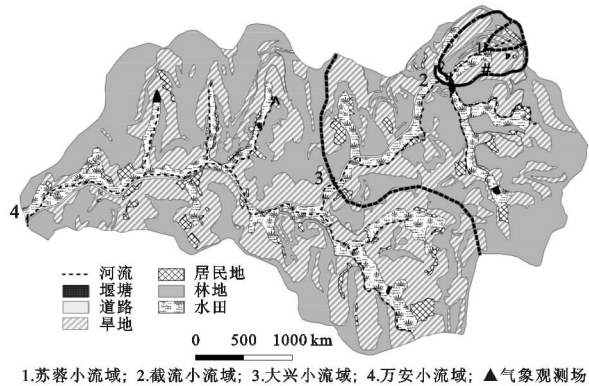 1
#
2
3
4
河流
居民地
堰塘
林地
道路
水田
旱地
0 500 1000 km
1.苏蓉小流域；2.截流小流域；3.大兴小流域；4.万安小流域；▲气象观测场